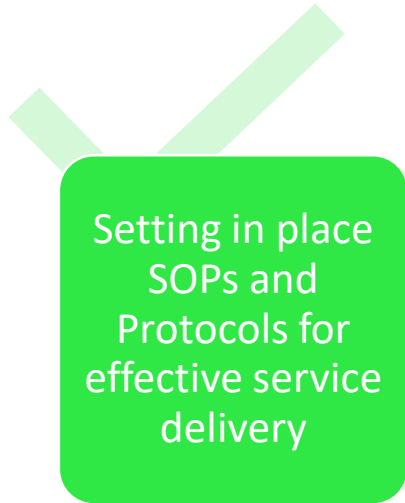 Setting in place
SOPs and
Protocols for
effective service
delivery